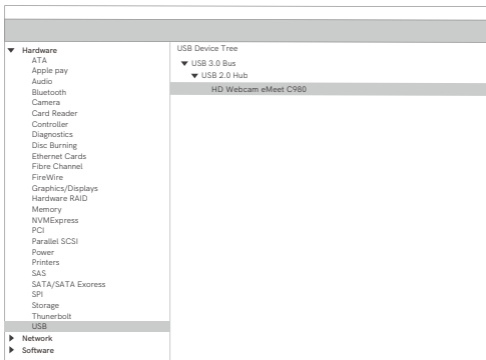 Hardware
ATA
Apple pay
Audio
Bluetooth
Camera
Card Reader
Controller
Diagnostics
Disc Burning
Ethernet Cards
Fibre Channel
FireWire
Graphics/Displays
Hardware RAID
Memory
NVMExpress
PCI
Parallel SCSI
Power
Printers
SAS
SATA/SATA Exoress
SPI
Storage
Thunerbolt
USB
Network
Software
USB Device Tree
USB 3.0 Bus
USB 2.0 Hub
HD Webcam eMeet C980